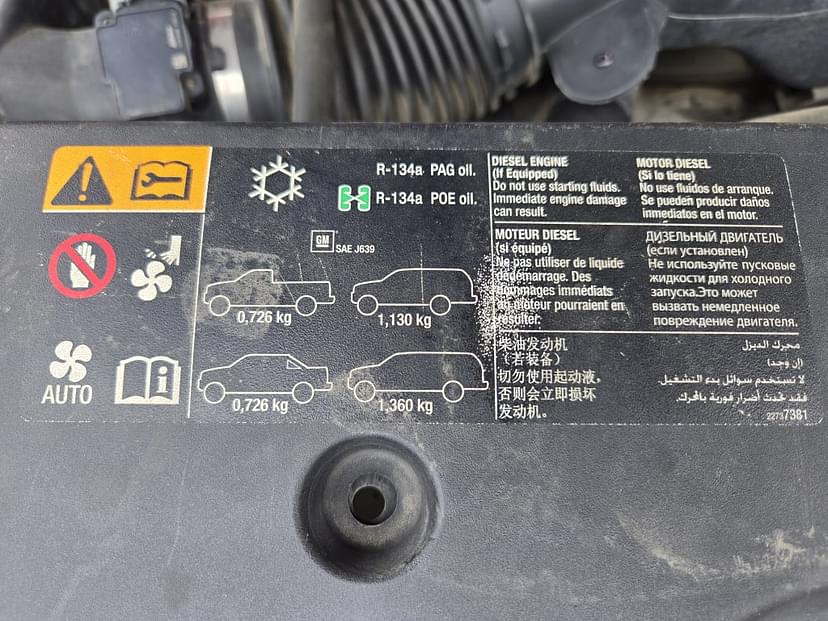 R-134a PAG oil.
R-134a POE oil.
GM SAE J639
0,726 kg
1,130 kg
0,726 kg
1,360 kg
AUTO
DIESEL ENGINE
(If Equipped)
Do not use starting fluids.
Immediate engine damage
can result.
MOTOR DIESEL
(Si lo tiene)
No use fluidos de arranque.
Se pueden producir daños
inmediatos en el motor.
MOTEUR DIESEL
(si équipé)
Ne pas utiliser de liquide
dedémarrage. Des
dommages immédiats
au moteur pourraient en
résulter.
ДИЗЕЛЬНЫЙ ДВИГАТЕЛЬ
(если установлен)
Не используйте пусковые
жидкости для холодного
запуска.Это может
вызвать немедленное
повреждение двигателя.
柴油发动机
（若装备）
切勿使用起动液，
否则会立即损坏
发动机。
محرك الديزل
(إن وجد)
لا تستخدم سوائل بدء التشغيل.
فقد تحدث أضرار فورية بالمحرك.
22737381